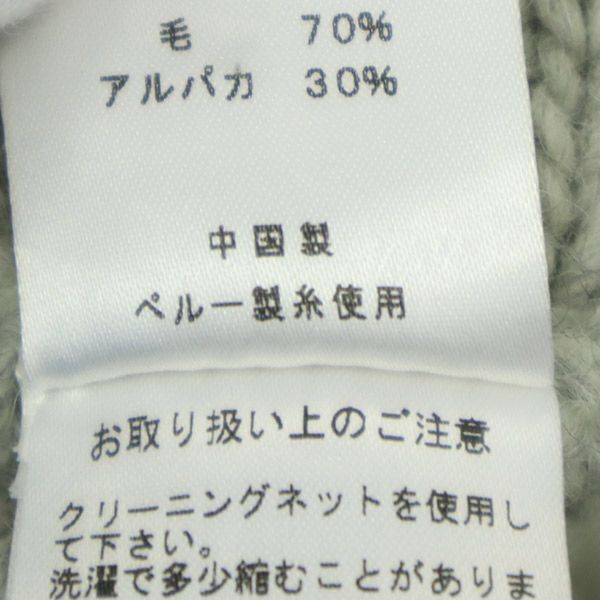 毛 70%
アルパカ 30%
中国製
ペルー製糸使用
お取り扱い上のご注意
クリーニングネットを使用し
て下さい。
洗濯で多少縮むことがありま